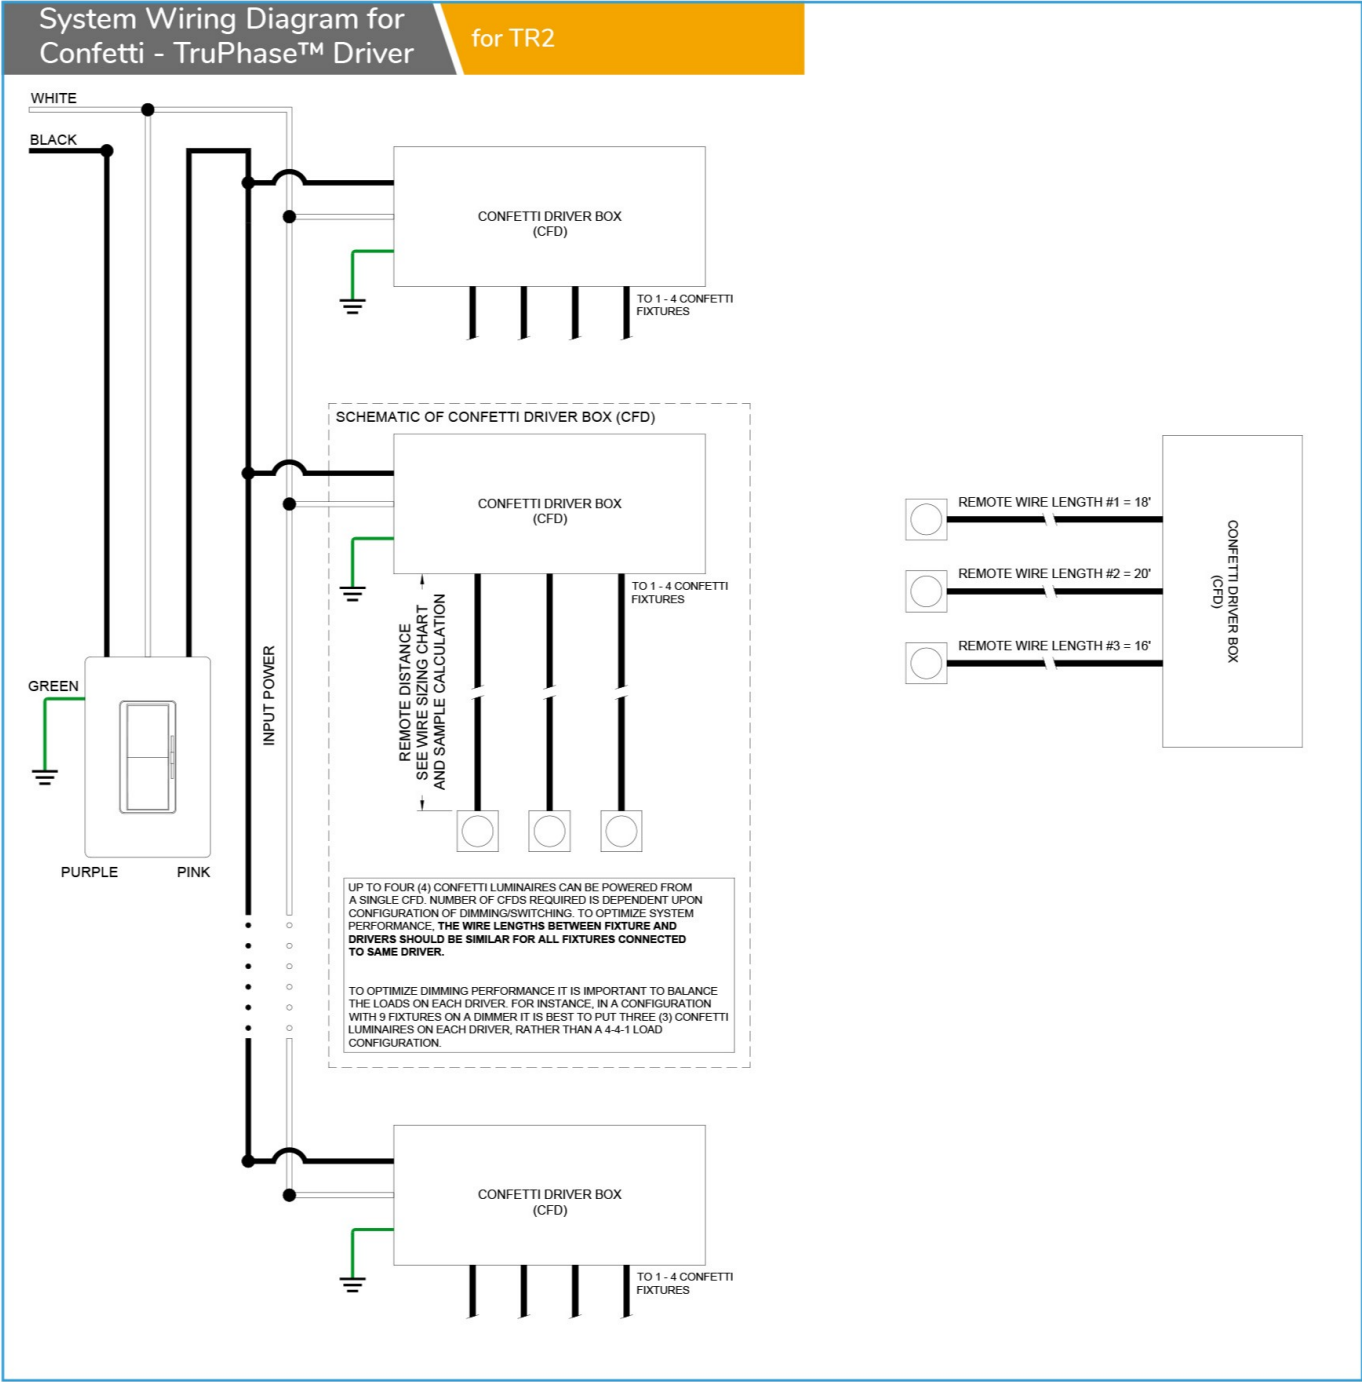 System Wiring Diagram for
Confetti - TruPhase™ Driver
for TR2
WHITE
BLACK
CONFETTI DRIVER BOX
(CFD)
TO 1 - 4 CONFETTI
FIXTURES
SCHEMATIC OF CONFETTI DRIVER BOX (CFD)
CONFETTI DRIVER BOX
(CFD)
TO 1 - 4 CONFETTI
FIXTURES
REMOTE DISTANCE
SEE WIRE SIZING CHART
AND SAMPLE CALCULATION
INPUT POWER
GREEN
PURPLE
PINK
UP TO FOUR (4) CONFETTI LUMINAIRES CAN BE POWERED FROM
A SINGLE CFD. NUMBER OF CFDS REQUIRED IS DEPENDENT UPON
CONFIGURATION OF DIMMING/SWITCHING. TO OPTIMIZE SYSTEM
PERFORMANCE, THE WIRE LENGTHS BETWEEN FIXTURE AND
DRIVERS SHOULD BE SIMILAR FOR ALL FIXTURES CONNECTED
TO SAME DRIVER.
TO OPTIMIZE DIMMING PERFORMANCE IT IS IMPORTANT TO BALANCE
THE LOADS ON EACH DRIVER. FOR INSTANCE, IN A CONFIGURATION
WITH 9 FIXTURES ON A DIMMER IT IS BEST TO PUT THREE (3) CONFETTI
LUMINAIRES ON EACH DRIVER, RATHER THAN A 4-4-1 LOAD
CONFIGURATION.
CONFETTI DRIVER BOX
(CFD)
TO 1 - 4 CONFETTI
FIXTURES
REMOTE WIRE LENGTH #1 = 18'
REMOTE WIRE LENGTH #2 = 20'
REMOTE WIRE LENGTH #3 = 16'
CONFETTI DRIVER BOX
(CFD)